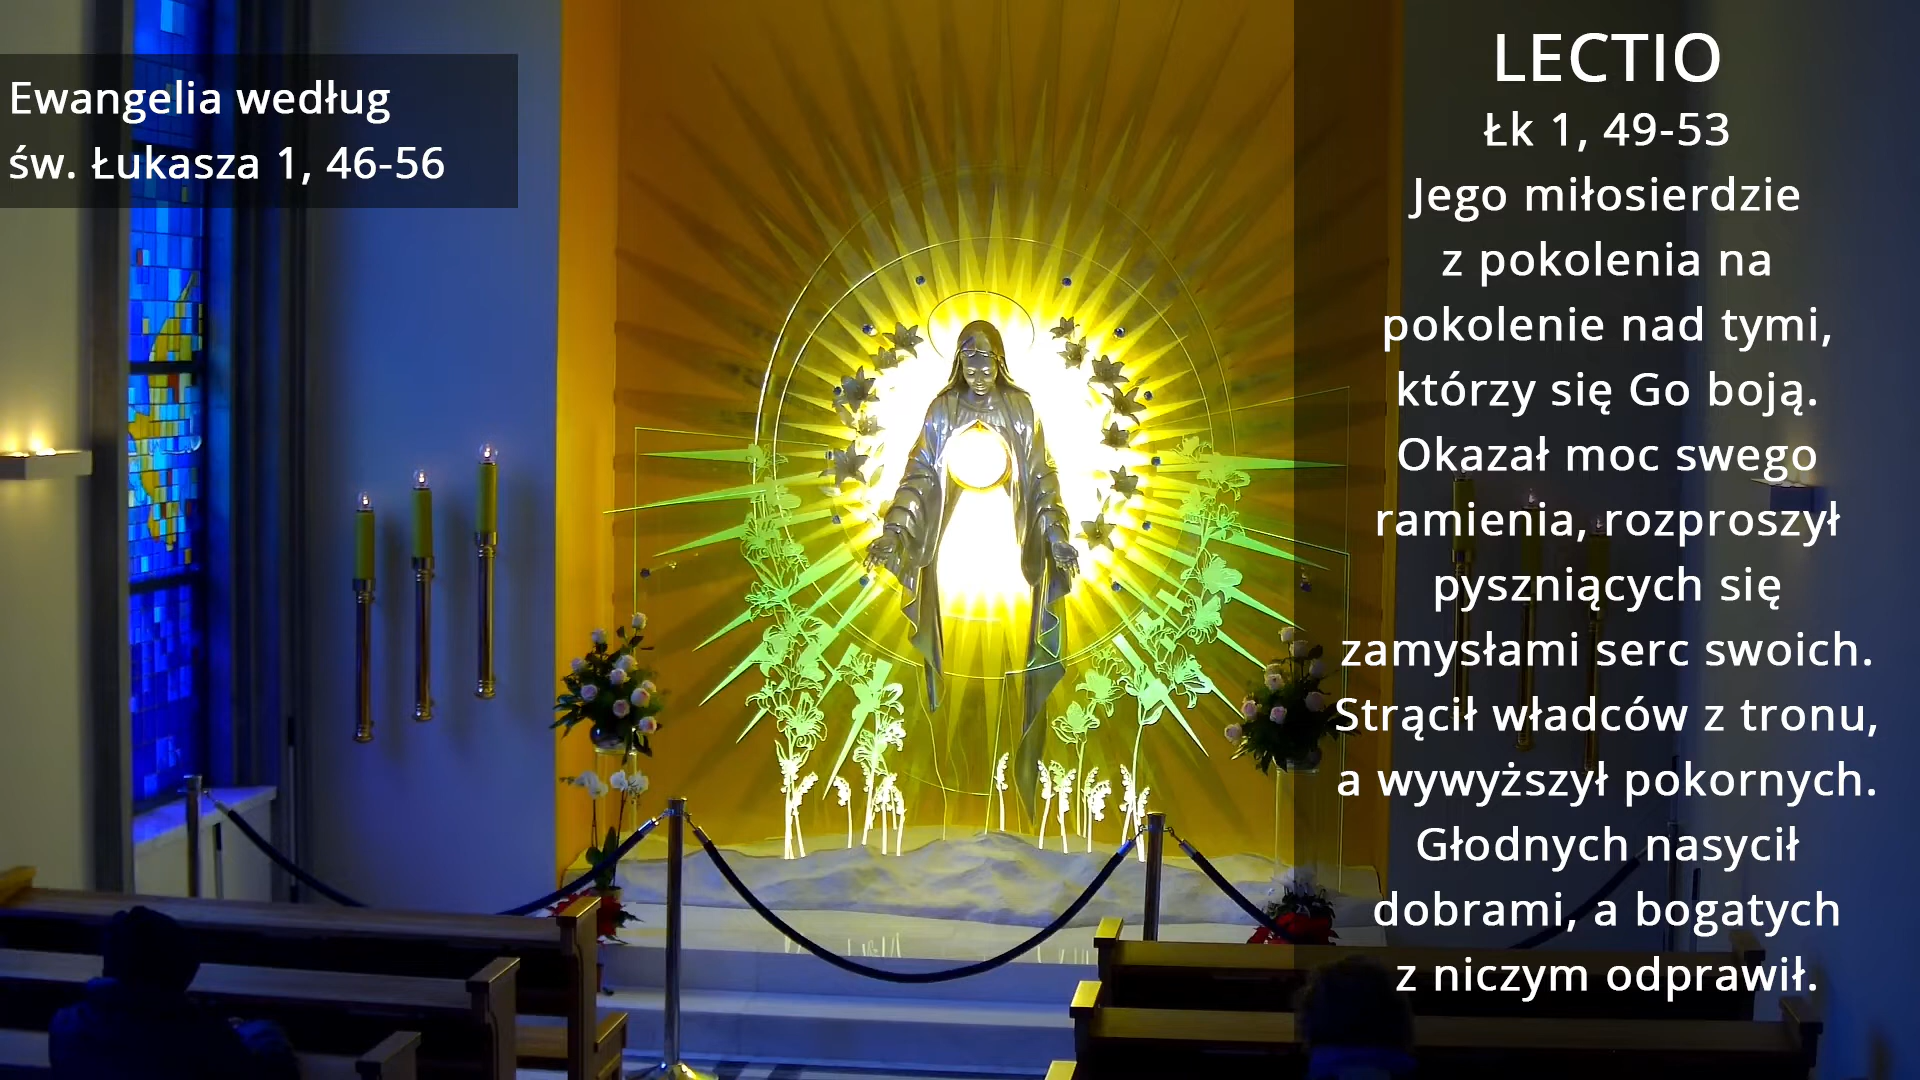 Ewangelia według
św. Łukasza 1, 46-56
LECTIO
Łk 1, 49-53
Jego miłosierdzie
z pokolenia na
pokolenie nad tymi,
którzy się Go boją.
Okazał moc swego
ramienia, rozproszył
pyszniących się
zamysłami serc swoich.
Strącił władców z tronu,
a wywyższył pokornych.
Głodnych nasycił
dobrami, a bogatych
z niczym odprawił.